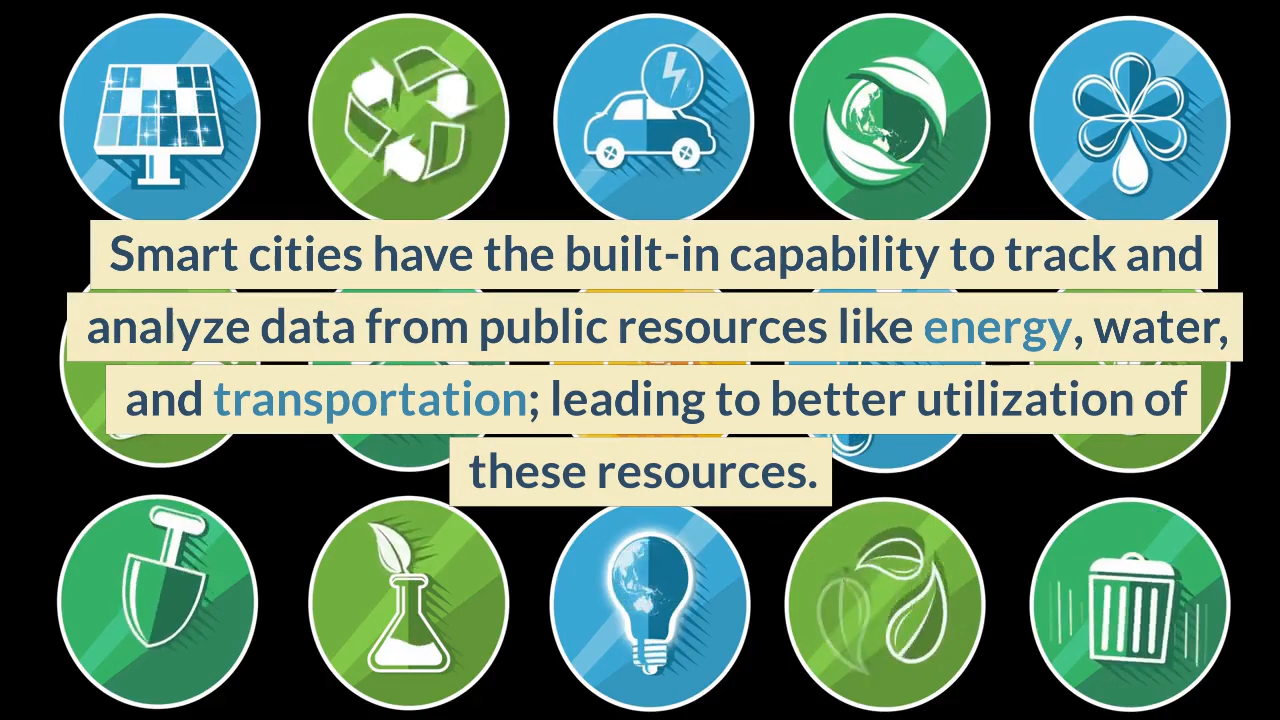 Smart cities have the built-in capability to track and
analyze data from public resources like energy, water,
and transportation; leading to better utilization of
these resources.